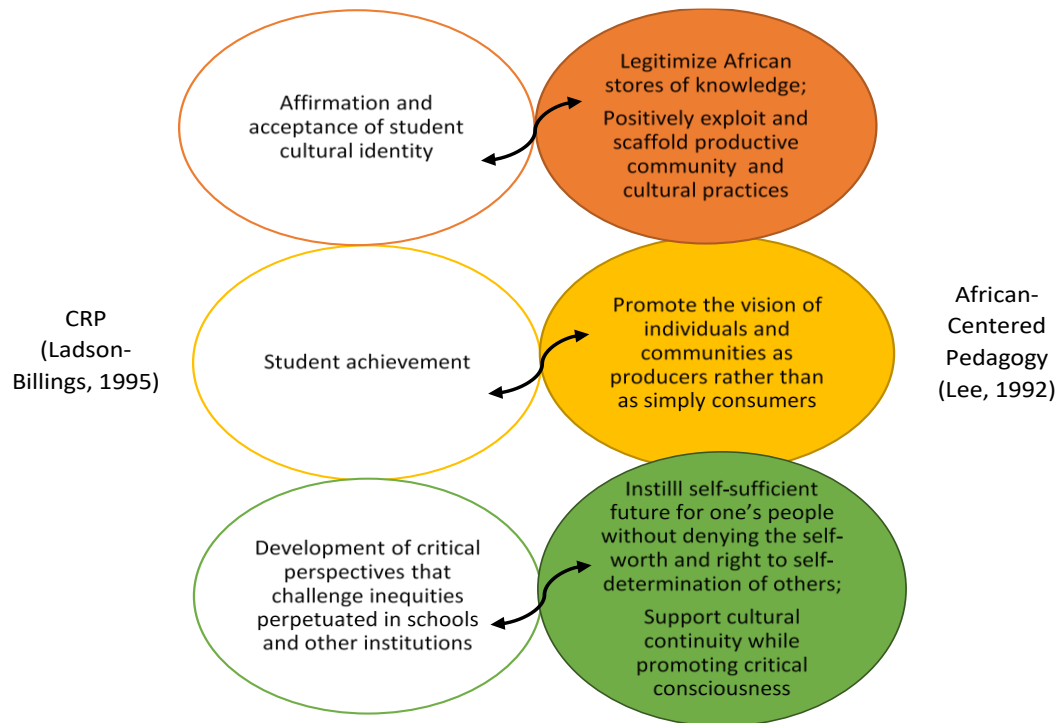 Affirmation and
acceptance of student
cultural identity
Legitimize African
stores of knowledge;
Positively exploit and
scaffold productive
community and
cultural practices
CRP
(Ladson-
Billings, 1995)
Student achievement
Promote the vision of
individuals and
communities as
producers rather than
as simply consumers
African-
Centered
Pedagogy
(Lee, 1992)
Development of critical
perspectives that
challenge inequities
perpetuated in schools
and other institutions
Instilll self-sufficient
future for one’s people
without denying the self-
worth and right to self-
determination of others;
Support cultural
continuity while
promoting critical
consciousness